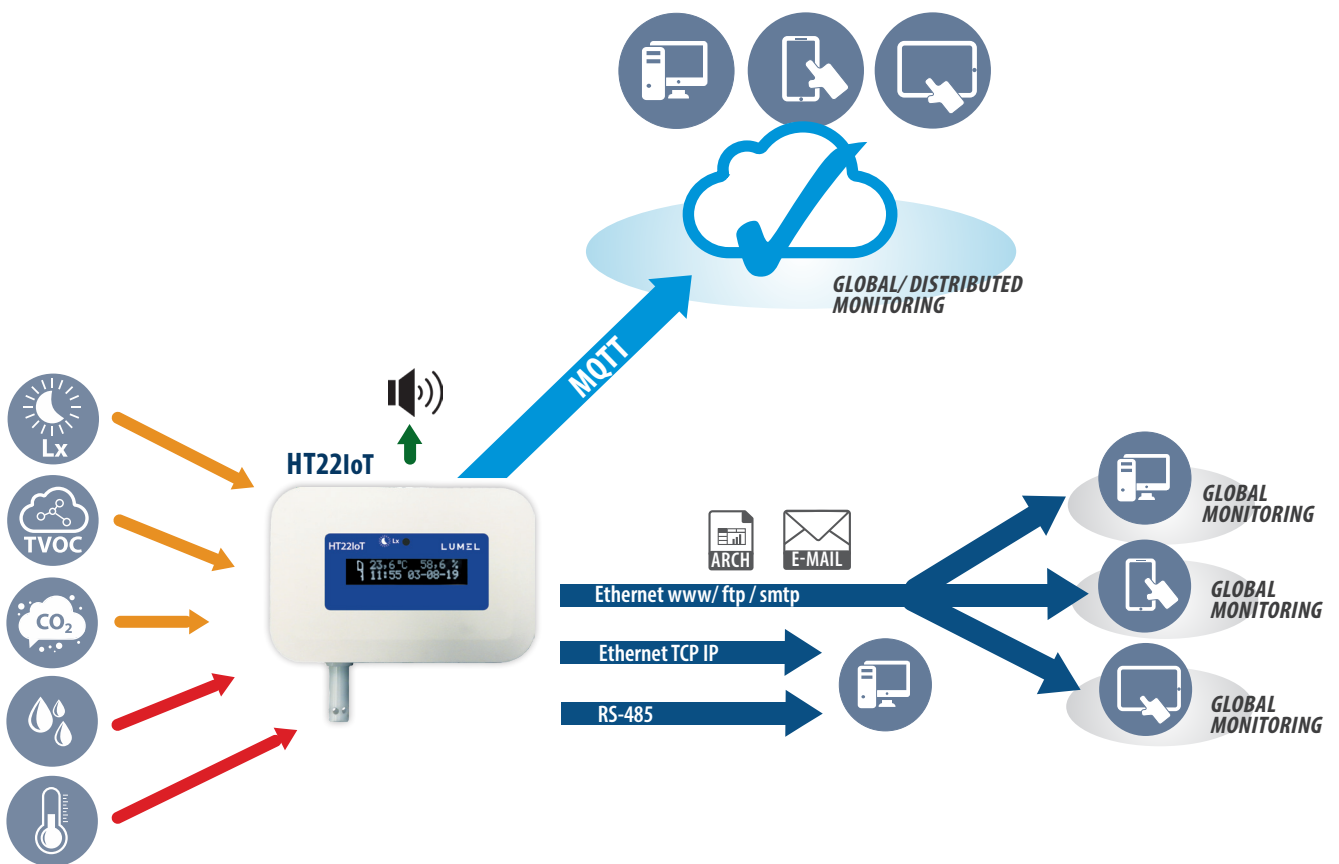 GLOBAL/ DISTRIBUTED
MONITORING
MQTT
Lx
HT22IoT
TVOC
HT22IoT
Lx
LUMEL
23,6°C 58,6 %
11:55 03-08-19
CO₂
ARCH
E-MAIL
Ethernet www/ ftp / smtp
Ethernet TCP IP
RS-485
GLOBAL
MONITORING
GLOBAL
MONITORING
GLOBAL
MONITORING